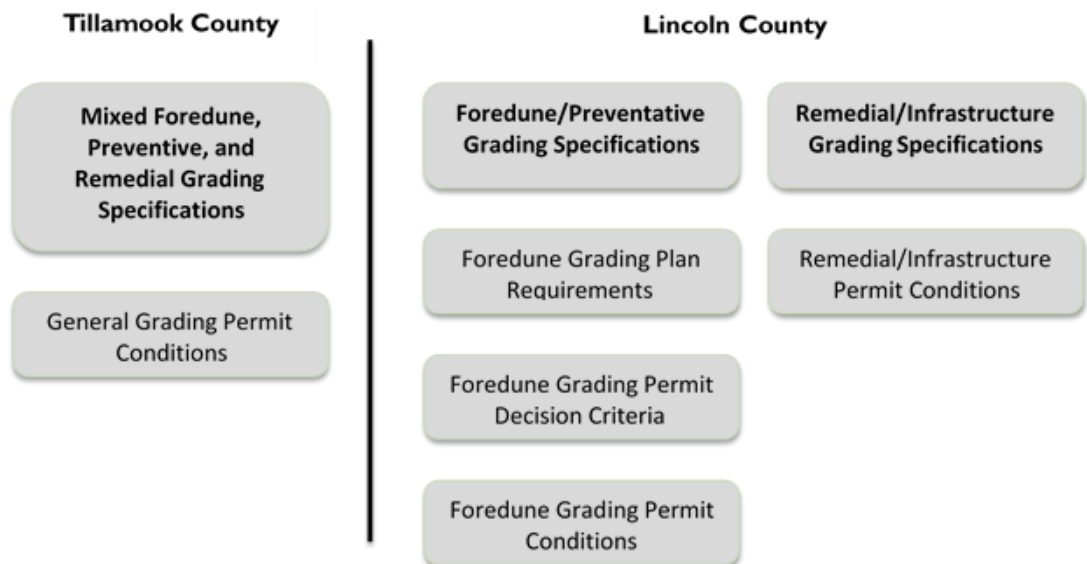 Tillamook County
Mixed Foredune,
Preventive, and
Remedial Grading
Specifications
General Grading Permit
Conditions
Lincoln County
Foredune/Preventative
Grading Specifications
Foredune Grading Plan
Requirements
Foredune Grading Permit
Decision Criteria
Foredune Grading Permit
Conditions
Remedial/Infrastructure
Grading Specifications
Remedial/Infrastructure
Permit Conditions